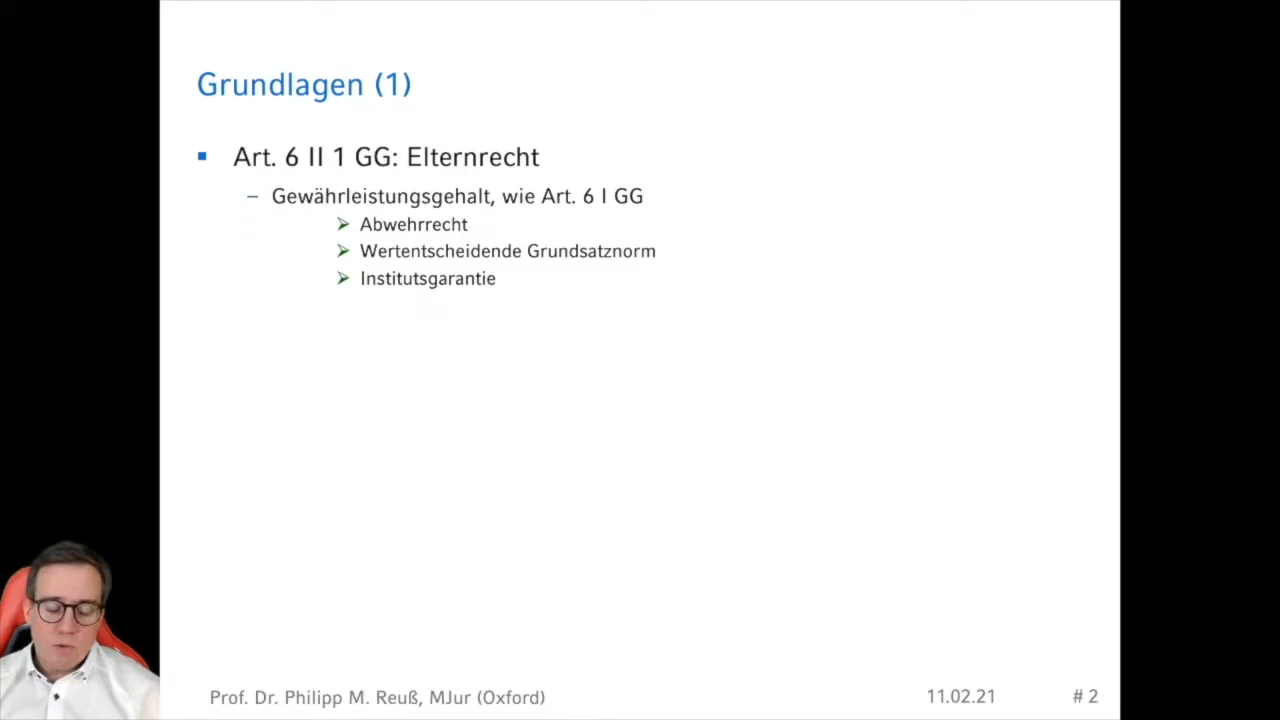 Grundlagen (1)
Art. 6 II 1 GG: Elternrecht
– Gewährleistungsgehalt, wie Art. 6 I GG
Abwehrrecht
Wertentscheidende Grundsatznorm
Institutsgarantie
Prof. Dr. Philipp M. Reuß, MJur (Oxford) 11.02.21 # 2